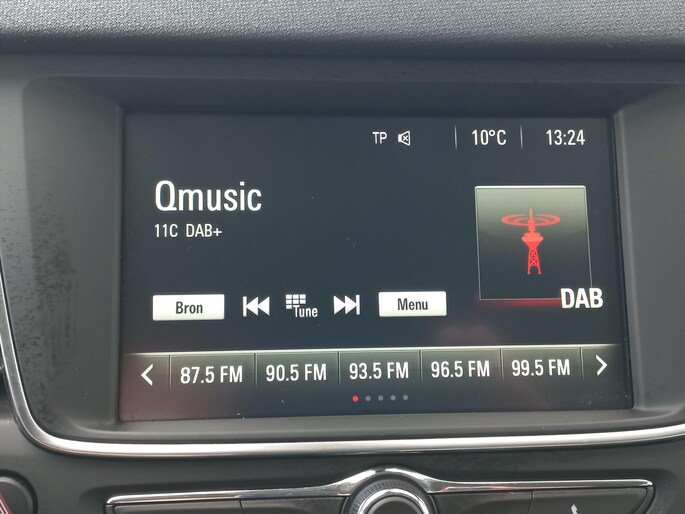 TP 10°C 13:24
Qmusic
11C DAB+
DAB
Bron Tune Menu
87.5 FM 90.5 FM 93.5 FM 96.5 FM 99.5 FM